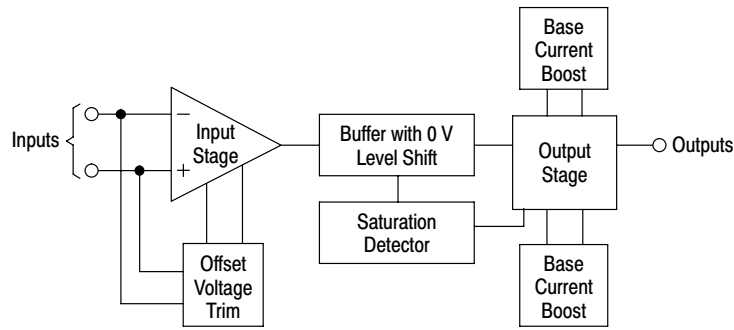 Base
Current
Boost
Inputs
−
+
Input
Stage
Buffer with 0 V
Level Shift
Output
Stage
Outputs
Saturation
Detector
Offset
Voltage
Trim
Base
Current
Boost